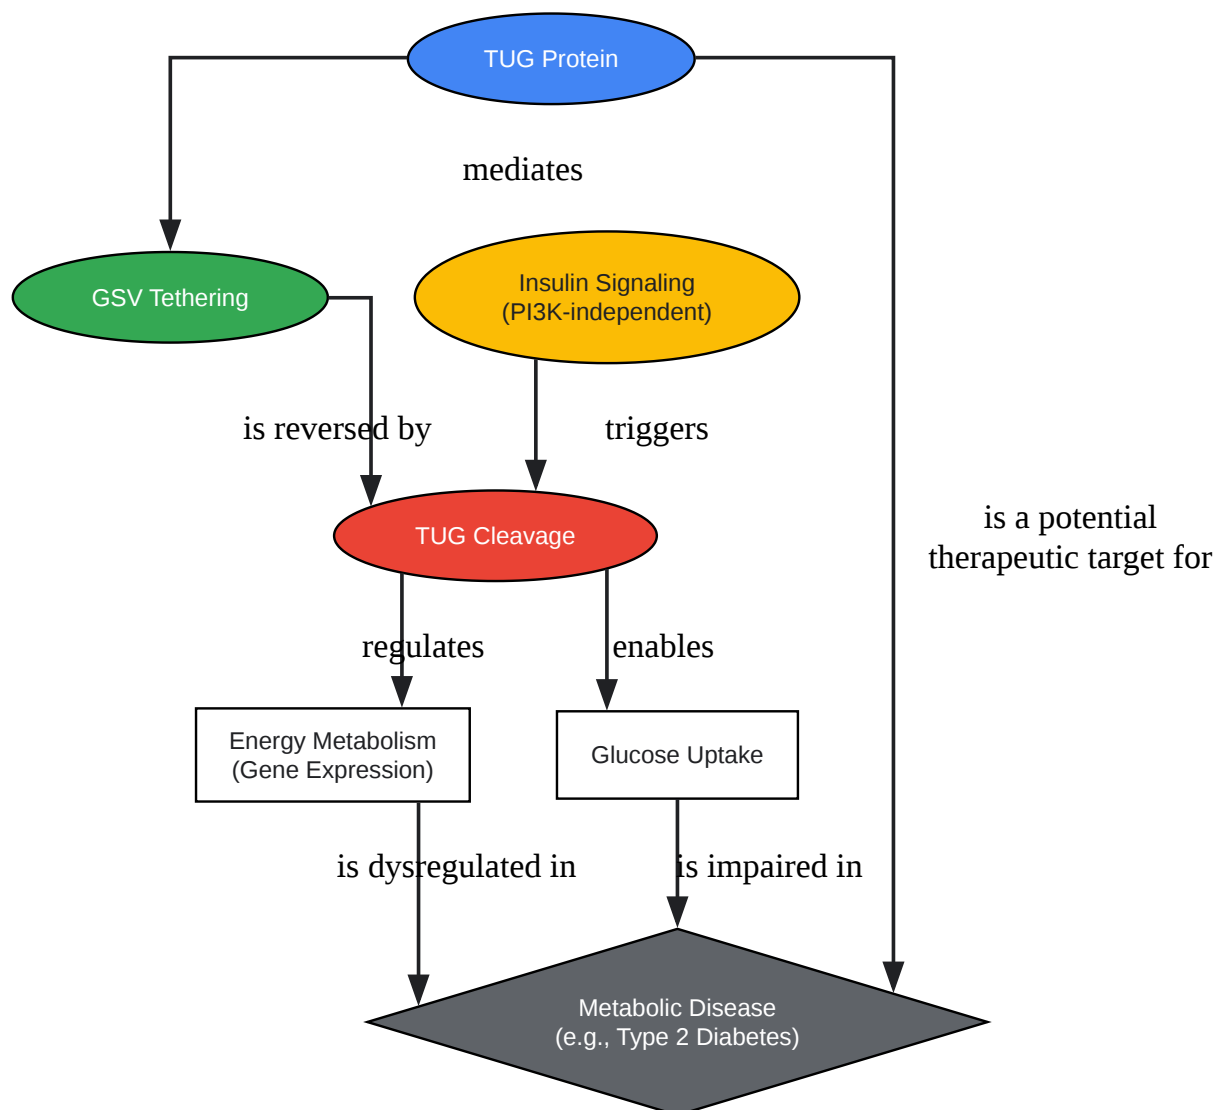 TUG Protein
mediates
GSV Tethering
Insulin Signaling
(PI3K-independent)
is reversed by
triggers
is a potential
therapeutic target for
TUG Cleavage
regulates
enables
Energy Metabolism
(Gene Expression)
Glucose Uptake
is dysregulated in
is impaired in
Metabolic Disease
(e.g., Type 2 Diabetes)